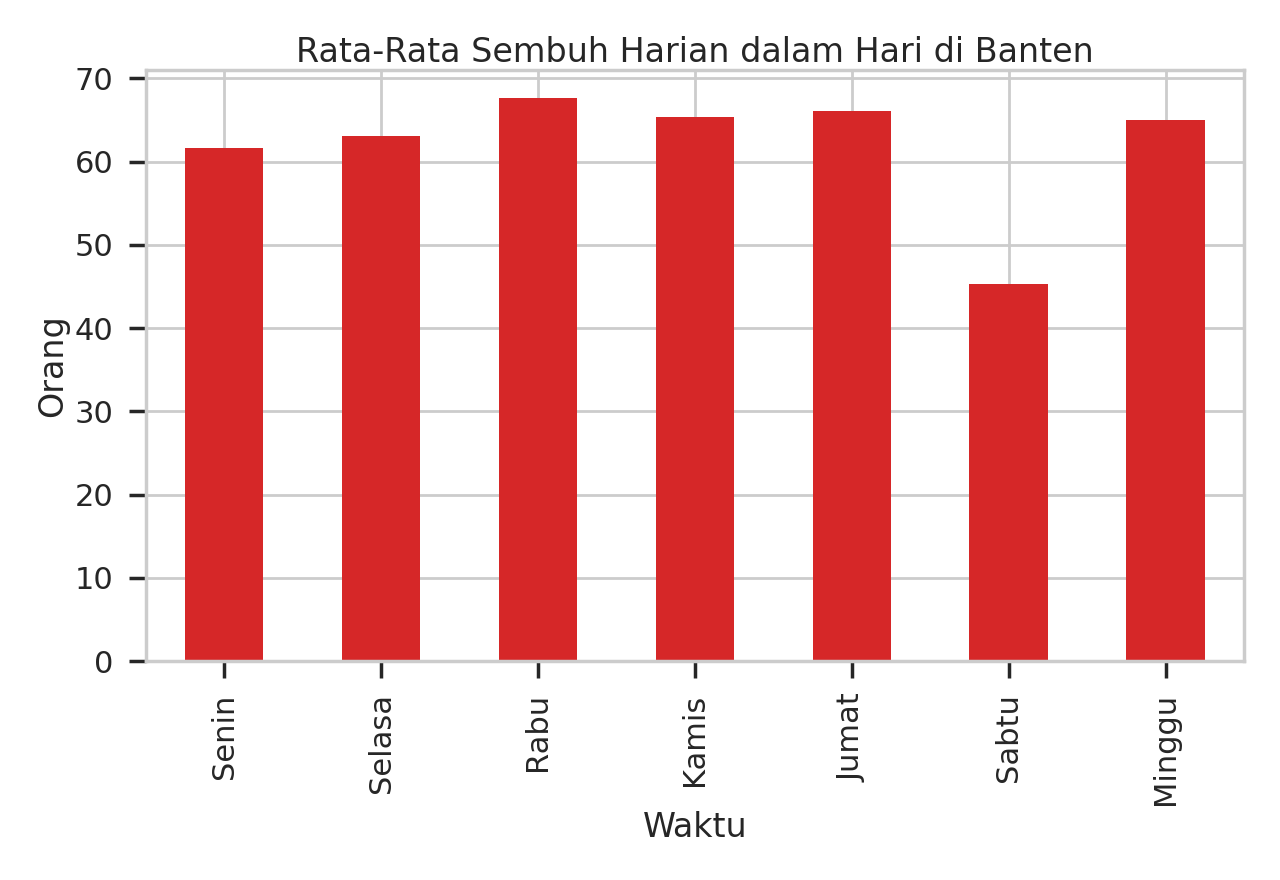 Rata-Rata Sembuh Harian dalam Hari di Banten
70
60
50
40
30
20
10
0
Orang
Senin
Selasa
Rabu
Kamis
Jumat
Sabtu
Minggu
Waktu